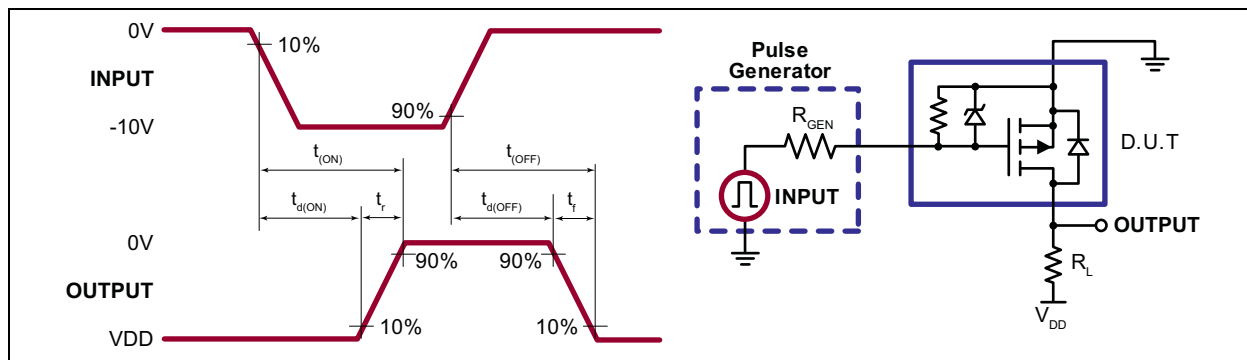 0V
10%
INPUT
90%
-10V
t(ON)
t(OFF)
td(ON)
tr
td(OFF)
tf
0V
90%
90%
OUTPUT
10%
10%
VDD
Pulse
Generator
RGEN
INPUT
D.U.T
OUTPUT
RL
VDD